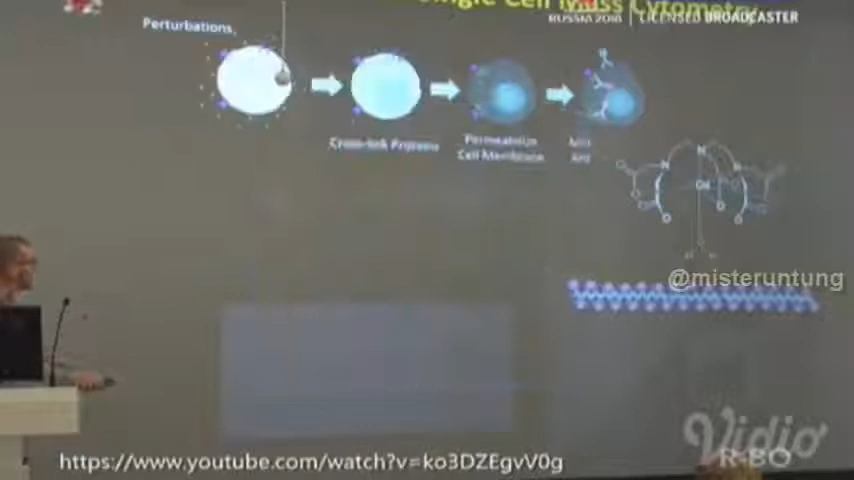 Single Cell Mass Cytometry
RUSSIA 2018 | LICENSED BROADCASTER
Perturbations
Cross-link Proteins
Permeabilize
Cell Membrane
@misteruntung
Vidio
R-BO
https://www.youtube.com/watch?v=ko3DZEgvV0g